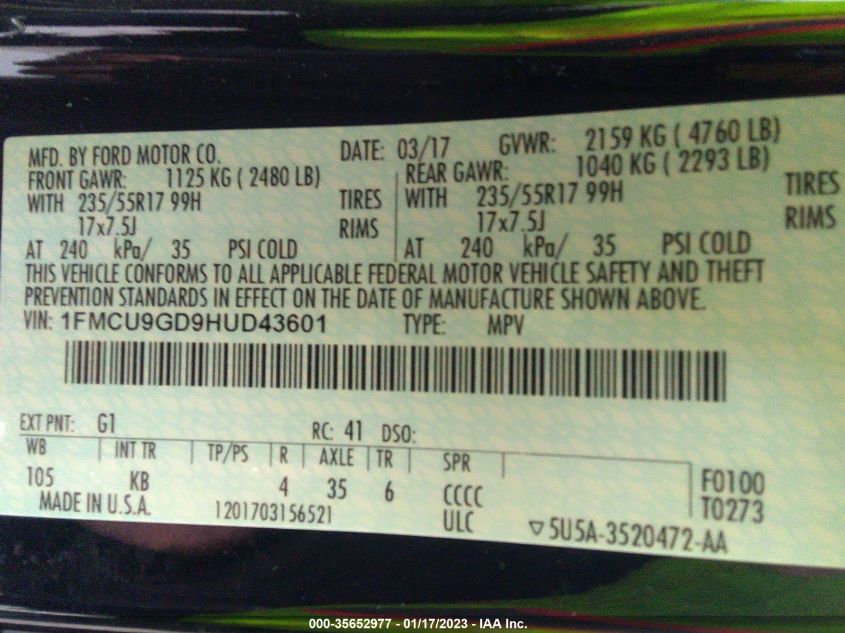 MFD. BY FORD MOTOR CO. DATE: 03/17 GVWR: 2159 KG ( 4760 LB)
FRONT GAWR: 1125 KG ( 2480 LB) REAR GAWR: 1040 KG ( 2293 LB)
WITH 235/55R17 99H TIRES WITH 235/55R17 99H TIRES
17x7.5J RIMS 17x7.5J RIMS
AT 240 kPa/ 35 PSI COLD AT 240 kPa/ 35 PSI COLD
THIS VEHICLE CONFORMS TO ALL APPLICABLE FEDERAL MOTOR VEHICLE SAFETY AND THEFT
PREVENTION STANDARDS IN EFFECT ON THE DATE OF MANUFACTURE SHOWN ABOVE.
VIN: 1FMCU9GD9HUD43601 TYPE: MPV
EXT PNT: G1 RC: 41 DSO:
WB INT TR TP/PS R AXLE TR SPR
105 KB 4 35 6 CCCC F0100
MADE IN U.S.A. 1201703156521 ULC T0273
▽5U5A-3520472-AA
000-35652977 - 01/17/2023 - IAA Inc.